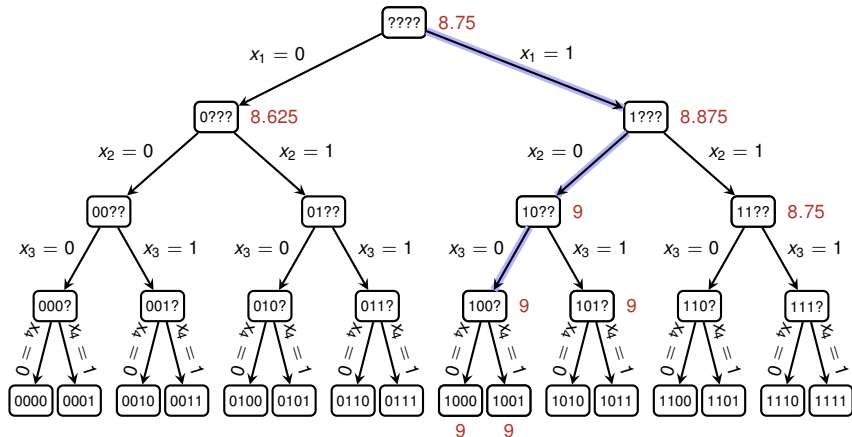 ???? 8.75
x₁ = 0 x₁ = 1
0??? 8.625 1??? 8.875
x₂ = 0 x₂ = 1 x₂ = 0 x₂ = 1
00?? 01?? 10?? 9 11?? 8.75
x₃ = 0 x₃ = 1 x₃ = 0 x₃ = 1 x₃ = 0 x₃ = 1 x₃ = 0 x₃ = 1
000? 001? 010? 011? 100? 9 101? 9 110? 111?
x₄ = 0 x₄ = 1 x₄ = 0 x₄ = 1 x₄ = 0 x₄ = 1 x₄ = 0 x₄ = 1 x₄ = 0 x₄ = 1 x₄ = 0 x₄ = 1 x₄ = 0 x₄ = 1 x₄ = 0 x₄ = 1
0000 0001 0010 0011 0100 0101 0110 0111 1000 1001 1010 1011 1100 1101 1110 1111
9 9